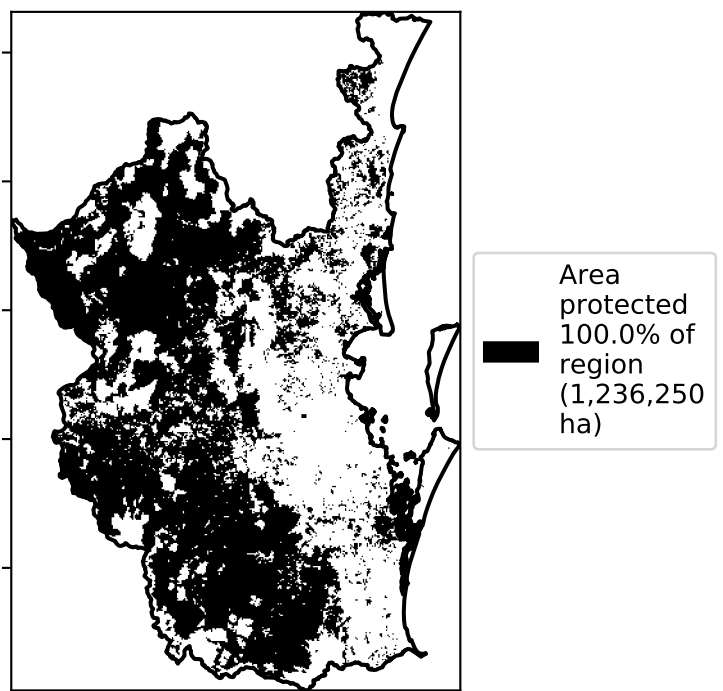 Area
protected
100.0% of
region
(1,236,250
ha)